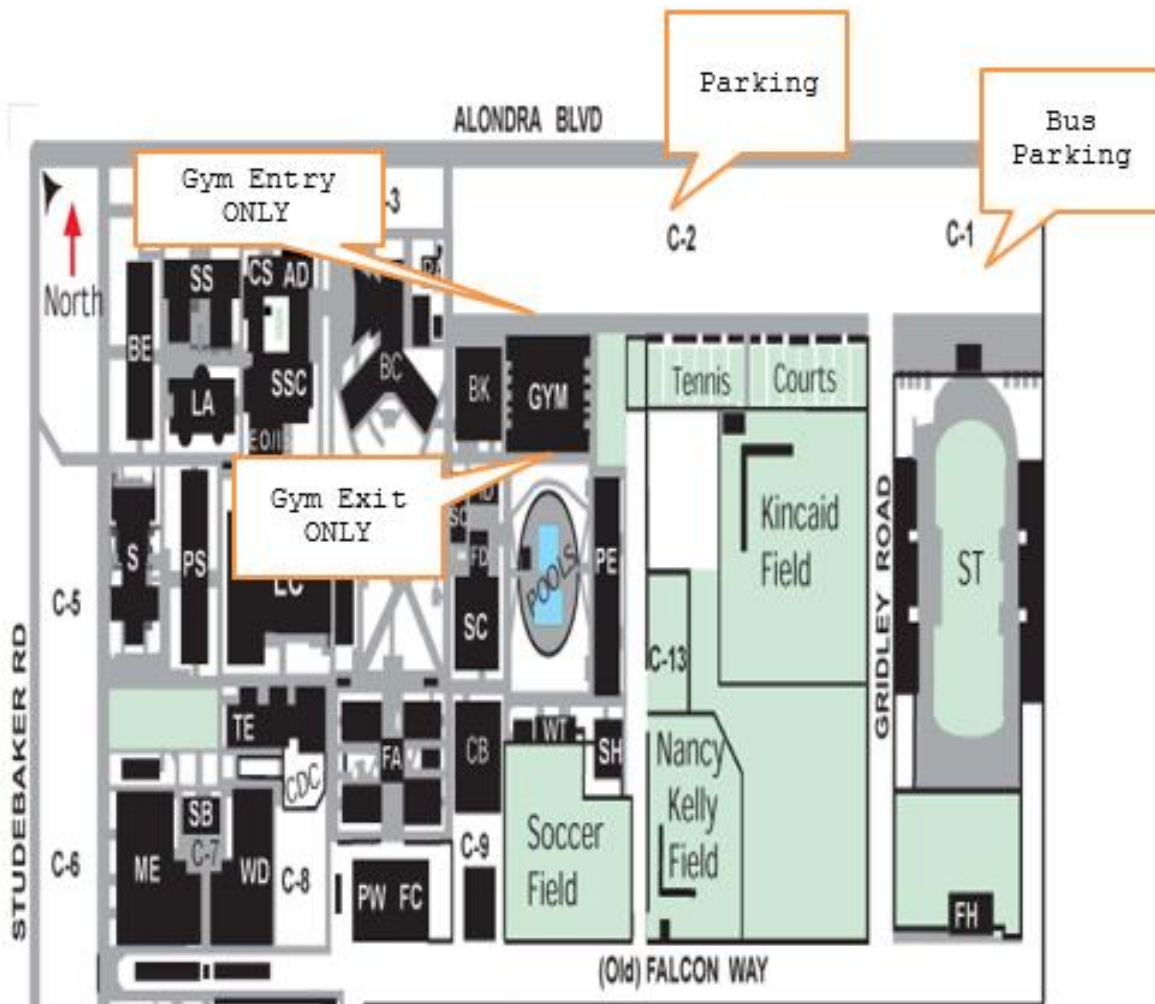 Parking
Bus
Parking
ALONDRA BLVD
Gym Entry
ONLY
-3
C-2
C-1
North
SS
CS AD
BE
BC
BK
GYM
Tennis Courts
LA
SSC
Gym Exit
ONLY
Kincaid
Field
GRIDLEY ROAD
ST
S
PS
FD
POOLS
PE
C-5
SC
C-13
STUDEBAKER RD
TE
FA
CB
WT
SH
CDC
Nancy
Kelly
Field
SB
C-7
ME
WD
C-6
C-8
C-9
Soccer
Field
PW FC
FH
(Old) FALCON WAY